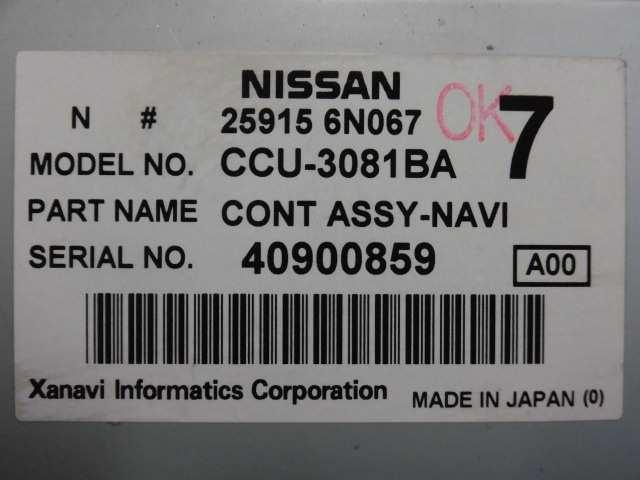 NISSAN
N # 25915 6N067 OK 7
MODEL NO. CCU-3081BA
PART NAME CONT ASSY-NAVI
SERIAL NO. 40900859 A00
Xanavi Informatics Corporation MADE IN JAPAN (0)